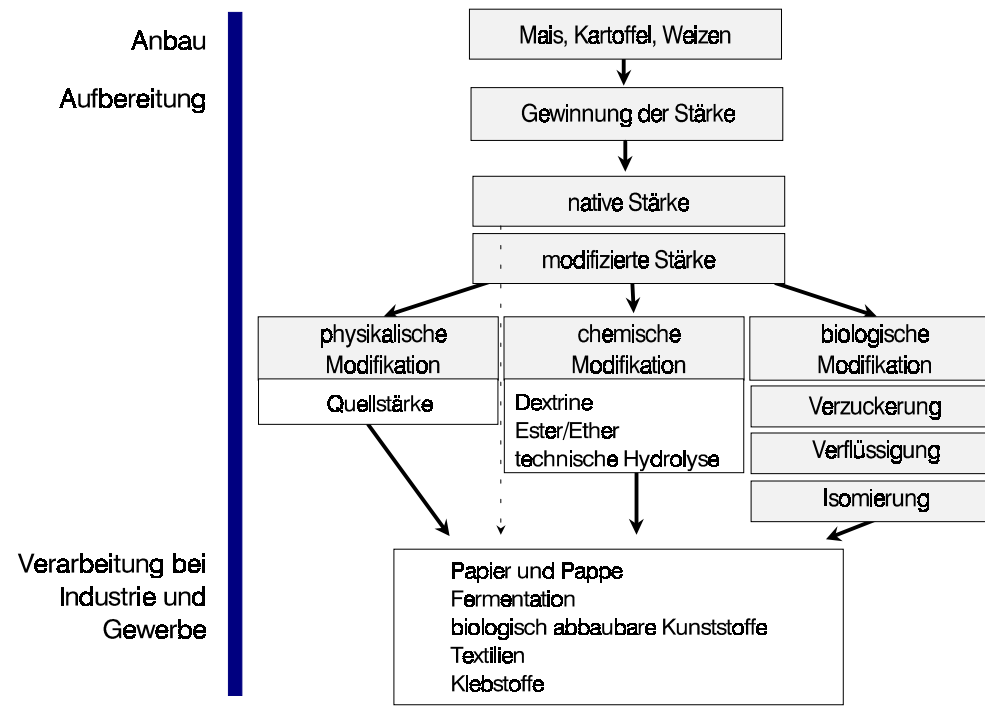 Anbau
Mais, Kartoffel, Weizen
Aufbereitung
Gewinnung der Stärke
native Stärke
modifizierte Stärke
physikalische
Modifikation
Quellstärke
chemische
Modifikation
Dextrine
Ester/Ether
technische Hydrolyse
biologische
Modifikation
Verzuckerung
Verflüssigung
Isomierung
Verarbeitung bei
Industrie und
Gewerbe
Papier und Pappe
Fermentation
biologisch abbaubare Kunststoffe
Textilien
Klebstoffe